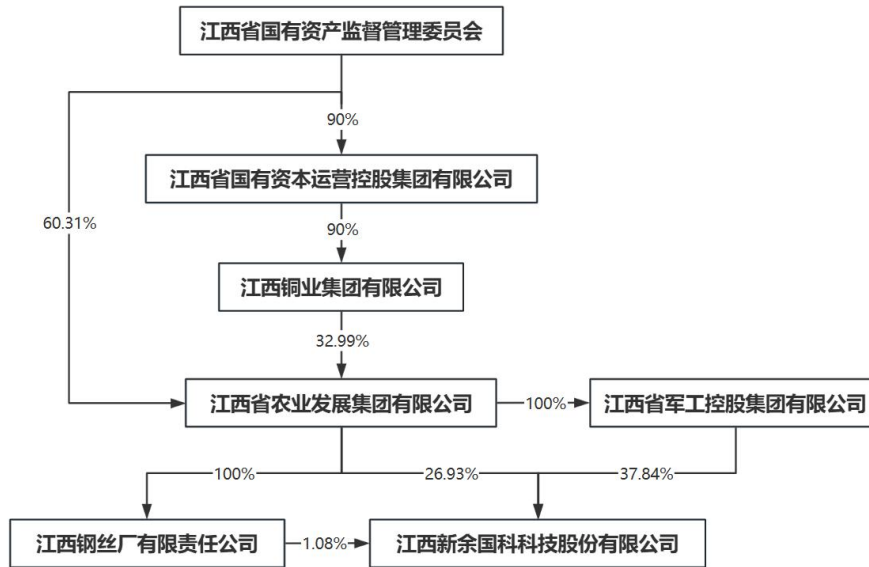 江西省国有资产监督管理委员会
90%
江西省国有资本运营控股集团有限公司
60.31%
90%
江西铜业集团有限公司
32.99%
江西省农业发展集团有限公司
100%
江西省军工控股集团有限公司
100%
26.93%
37.84%
江西钢丝厂有限责任公司
1.08%
江西新余国科科技股份有限公司